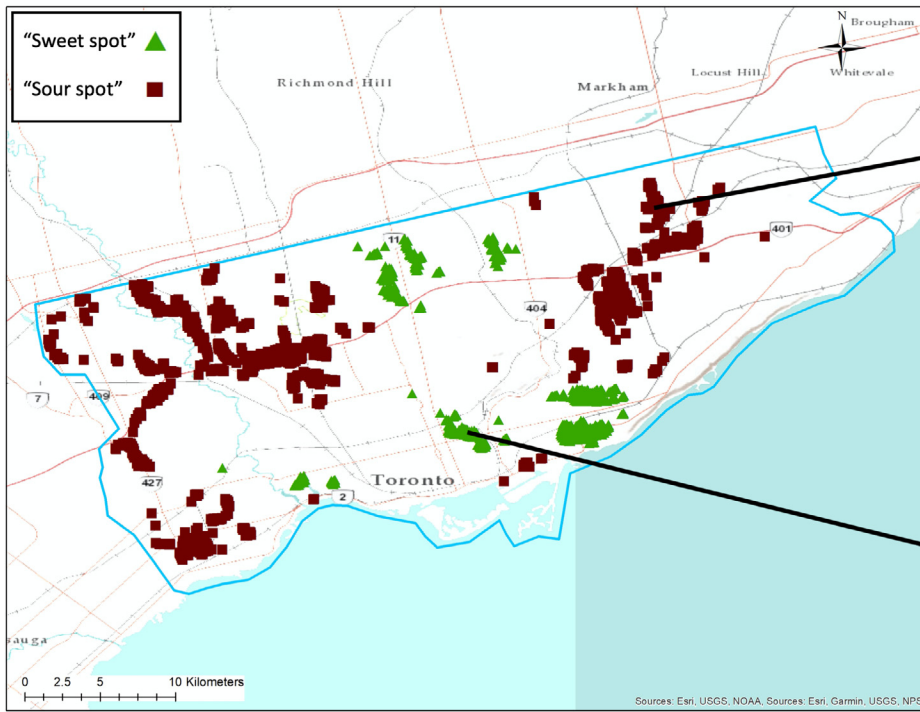 “Sweet spot”
“Sour spot”
N
Brougham
Richmond Hill
Markham
Locust Hill
Whitevale
11
401
404
7
409
427
Toronto
2
sauga
0 2.5 5 10 Kilometers
Sources: Esri, USGS, NOAA, Sources: Esri, Garmin, USGS, NPS